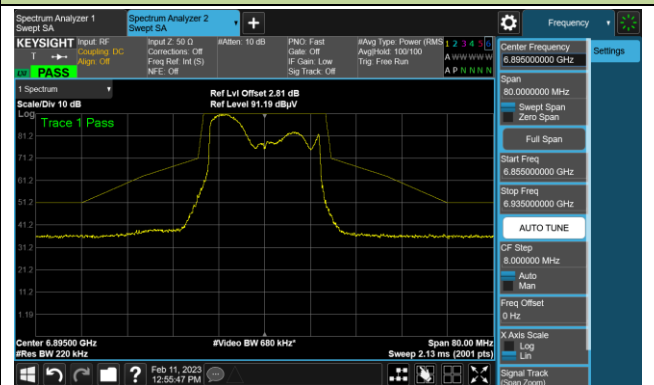 Spectrum Analyzer 1
Swept SA
Spectrum Analyzer 2
Swept SA
+
Frequency
KEYSIGHT
Input: RF
Coupling: DC
Align: Off
Input Z: 50 Ω
Corrections: Off
Freq Ref: Int (S)
NFE: Off
#Atten: 10 dB
PNO: Fast
Gate: Off
IF Gain: Low
Sig Track: Off
#Avg Type: Power (RMS
Avg|Hold: 100/100
Trig: Free Run
1 2 3 4 5 6
A W W W W W
A P N N N N
T
PASS
Center Frequency
6.895000000 GHz
Settings
Span
80.0000000 MHz
Swept Span
Zero Span
Full Span
Start Freq
6.855000000 GHz
Stop Freq
6.935000000 GHz
AUTO TUNE
CF Step
8.000000 MHz
Auto
Man
Freq Offset
0 Hz
X Axis Scale
Log
Lin
Signal Track
(Span Zoom)
1 Spectrum
Scale/Div 10 dB
Log
Ref Lvl Offset 2.81 dB
Ref Level 91.19 dBµV
Trace 1 Pass
81.2
71.2
61.2
51.2
41.2
31.2
21.2
11.2
1.19
Center 6.89500 GHz
#Res BW 220 kHz
#Video BW 680 kHz*
Span 80.00 MHz
Sweep 2.13 ms (2001 pts)
?
Feb 11, 2023
12:55:47 PM